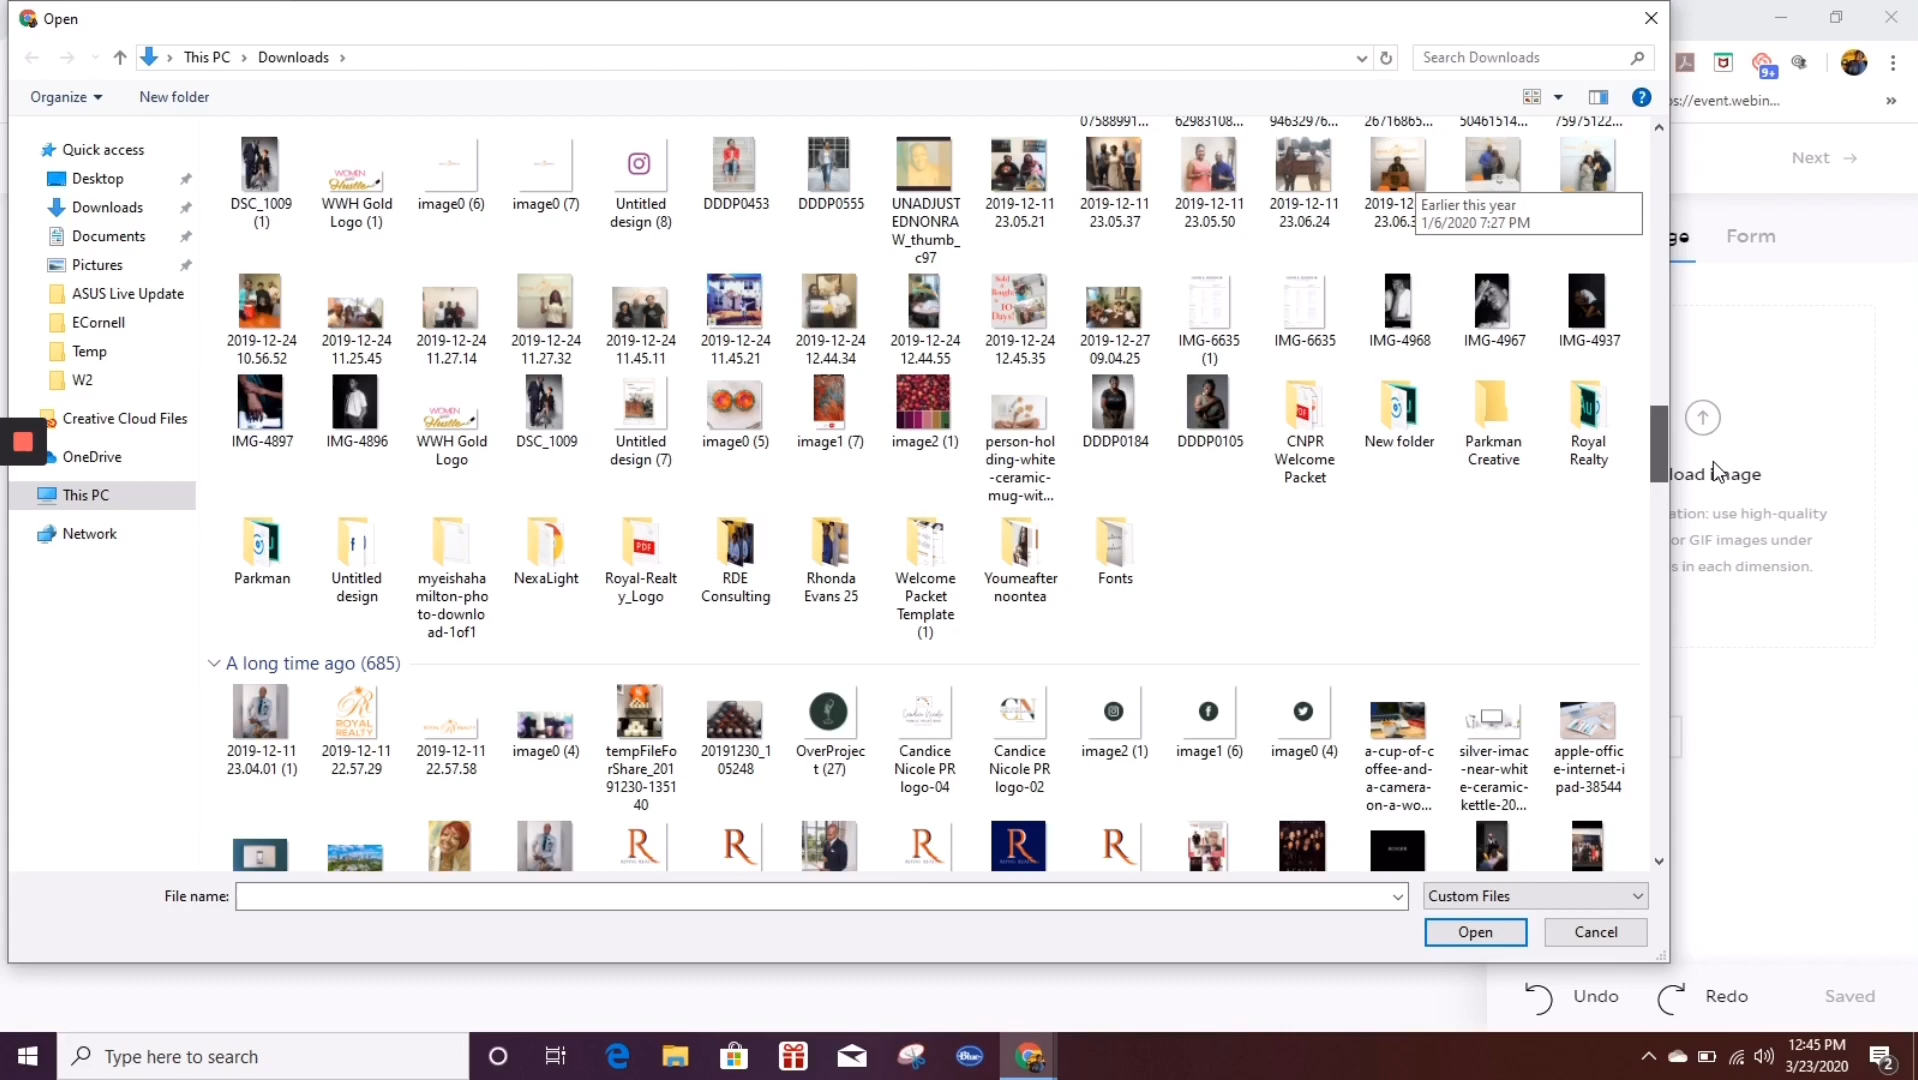 Open
This PC
Downloads
Search Downloads
9+
ps://event.webin...
»
Organize
New folder
Next
Form
Quick access
Desktop
Downloads
Documents
Pictures
ASUS Live Update
ECornell
Temp
W2
Creative Cloud Files
OneDrive
This PC
Network
07588991... 62983108... 94632976... 26716865... 50461514... 75975122...
DSC_1009 (1)
WWH Gold Logo (1)
image0 (6)
image0 (7)
Untitled design (8)
DDDP0453
DDDP0555
UNADJUSTEDNONRAW_thumb_c97
2019-12-11 23.05.21
2019-12-11 23.05.37
2019-12-11 23.05.50
2019-12-11 23.06.24
2019-12-
23.06.3
Earlier this year
1/6/2020 7:27 PM
2019-12-24 10.56.52
2019-12-24 11.25.45
2019-12-24 11.27.14
2019-12-24 11.27.32
2019-12-24 11.45.11
2019-12-24 11.45.21
2019-12-24 12.44.34
2019-12-24 12.44.55
2019-12-24 12.45.35
2019-12-27 09.04.25
IMG-6635 (1)
IMG-6635
IMG-4968
IMG-4967
IMG-4937
IMG-4897
IMG-4896
WWH Gold Logo
DSC_1009
Untitled design (7)
image0 (5)
image1 (7)
image2 (1)
person-holding-white-ceramic-mug-wit...
DDDP0184
DDDP0105
CNPR Welcome Packet
New folder
Parkman Creative
Royal Realty
load image
ation: use high-quality
or GIF images under
s in each dimension.
Parkman
Untitled design
myeishahamilton-photo-download-1of1
NexaLight
Royal-Realty_Logo
RDE Consulting
Rhonda Evans 25
Welcome Packet Template (1)
Youmeafternoontea
Fonts
A long time ago (685)
2019-12-11 23.04.01 (1)
2019-12-11 22.57.29
2019-12-11 22.57.58
image0 (4)
tempFileForShare_20191230-135140
20191230_105248
OverProject (27)
Candice Nicole PR logo-04
Candice Nicole PR logo-02
image2 (1)
image1 (6)
image0 (4)
a-cup-of-coffee-and-a-camera-on-a-wo...
silver-imac-near-white-ceramic-kettle-20...
apple-office-internet-ipad-38544
File name:
Custom Files
Open
Cancel
Undo
Redo
Saved
Type here to search
12:45 PM
3/23/2020
2